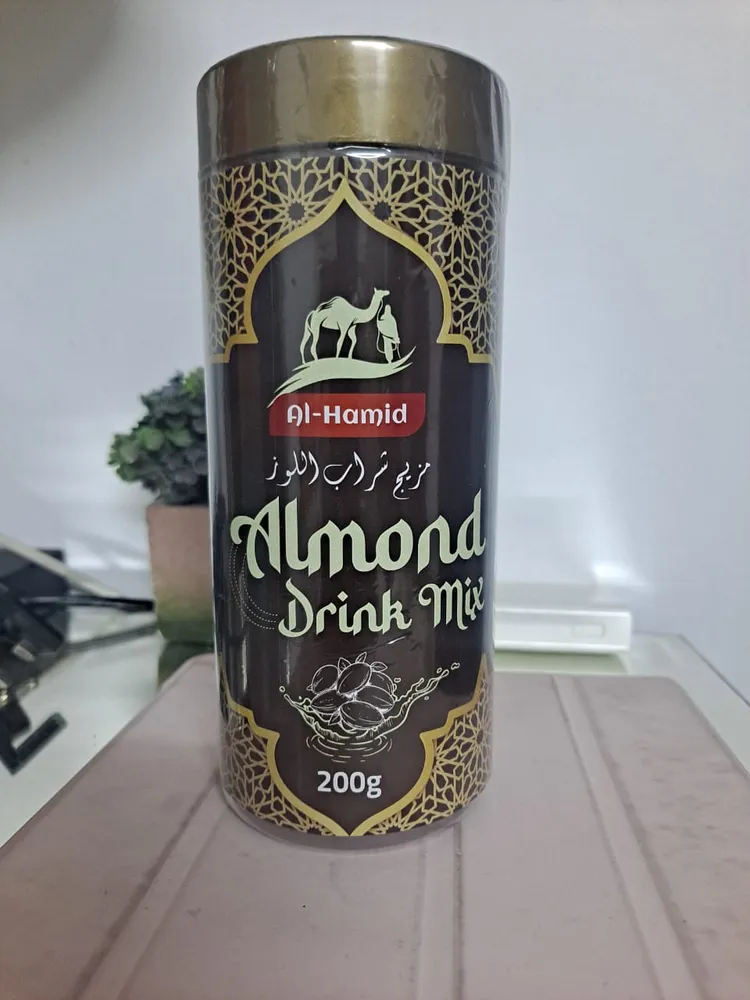 Al-Hamid
مزيج شراب اللوز
Almond
Drink Mix
200g